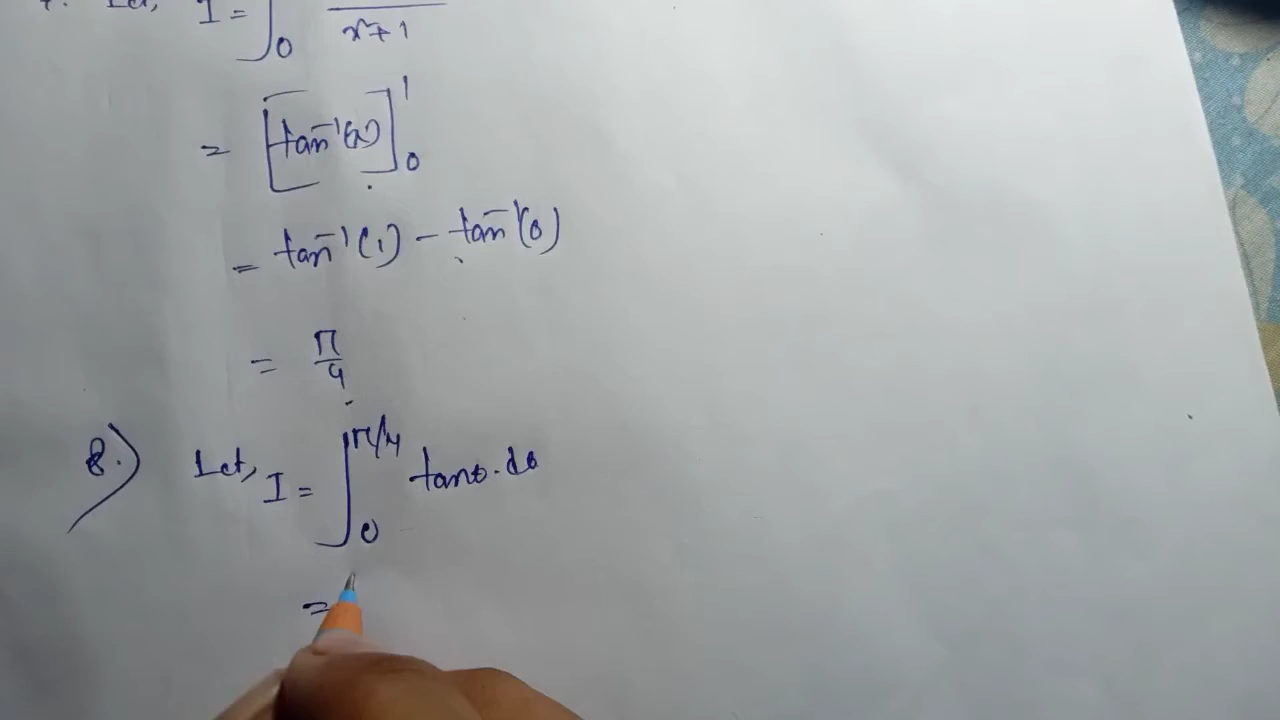 Let, I = ∫₀ ‾‾‾‾ / x²+1
= [tan⁻¹(x)]₀¹
= tan⁻¹(1) - tan⁻¹(0)
= π/4
8.) Let, I = ∫₀^π/4 tanθ.dθ
=